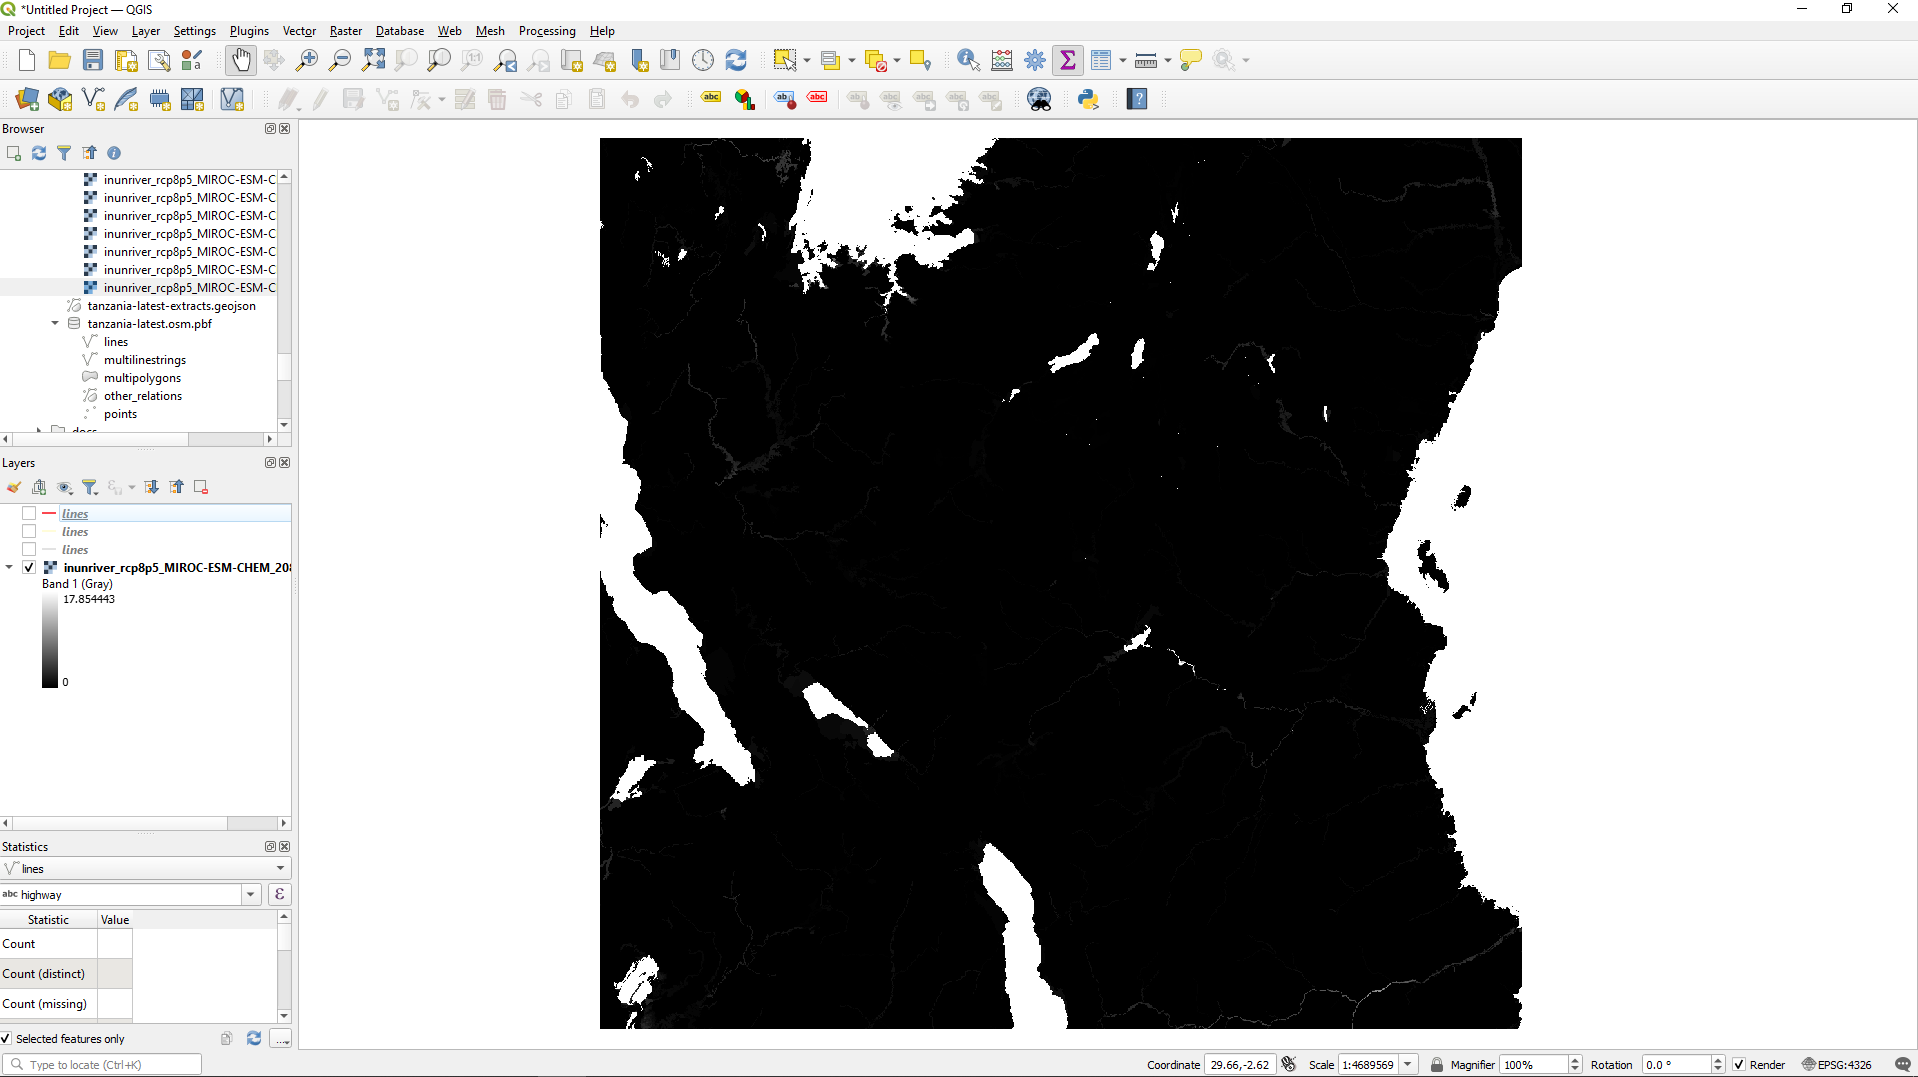 *Untitled Project — QGIS
Project Edit View Layer Settings Plugins Vector Raster Database Web Mesh Processing Help
Browser
inunriver_rcp8p5_MIROC-ESM-C
inunriver_rcp8p5_MIROC-ESM-C
inunriver_rcp8p5_MIROC-ESM-C
inunriver_rcp8p5_MIROC-ESM-C
inunriver_rcp8p5_MIROC-ESM-C
inunriver_rcp8p5_MIROC-ESM-C
inunriver_rcp8p5_MIROC-ESM-C
tanzania-latest-extracts.geojson
tanzania-latest.osm.pbf
lines
multilinestrings
multipolygons
other_relations
points
docs
Layers
lines
lines
lines
inunriver_rcp8p5_MIROC-ESM-CHEM_208
Band 1 (Gray)
17.854443
0
Statistics
lines
abc highway
ε
Statistic Value
Count
Count (distinct)
Count (missing)
Selected features only
...
Type to locate (Ctrl+K)
Coordinate 29.66,-2.62 Scale 1:4689569 Magnifier 100% Rotation 0.0 ° Render EPSG:4326